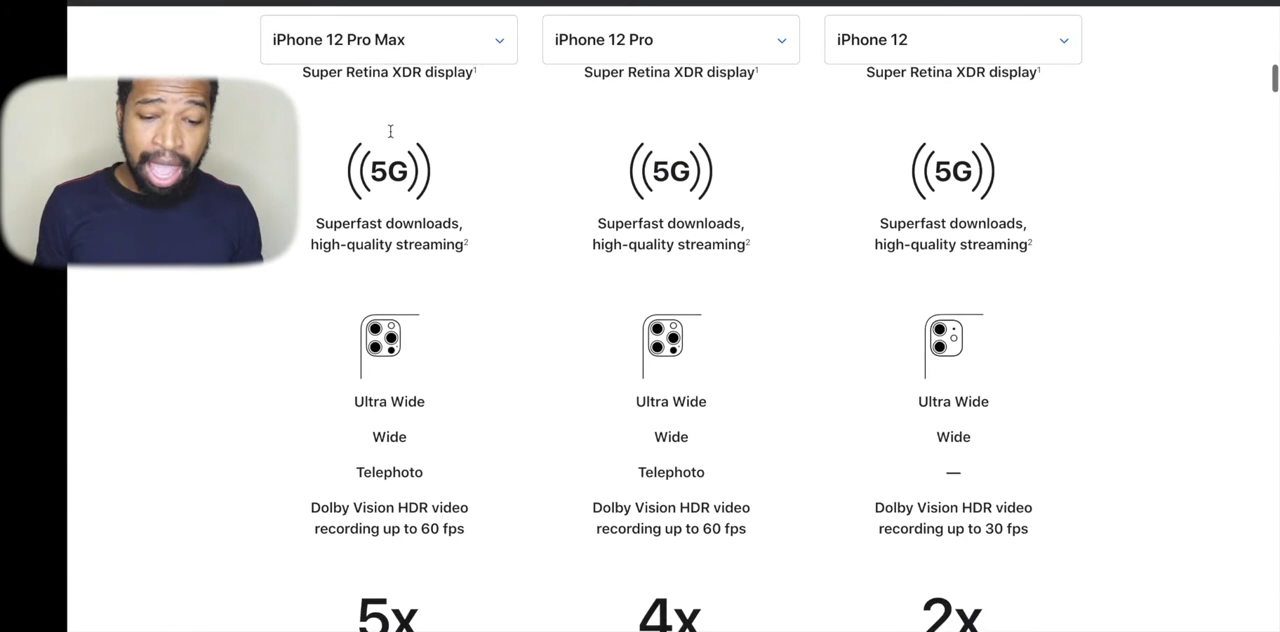 iPhone 12 Pro Max
iPhone 12 Pro
iPhone 12
Super Retina XDR display¹
Super Retina XDR display¹
Super Retina XDR display¹
5G
5G
5G
Superfast downloads,
high-quality streaming²
Superfast downloads,
high-quality streaming²
Superfast downloads,
high-quality streaming²
Ultra Wide
Ultra Wide
Ultra Wide
Wide
Wide
Wide
Telephoto
Telephoto
—
Dolby Vision HDR video
recording up to 60 fps
Dolby Vision HDR video
recording up to 60 fps
Dolby Vision HDR video
recording up to 30 fps
5x
4x
2x